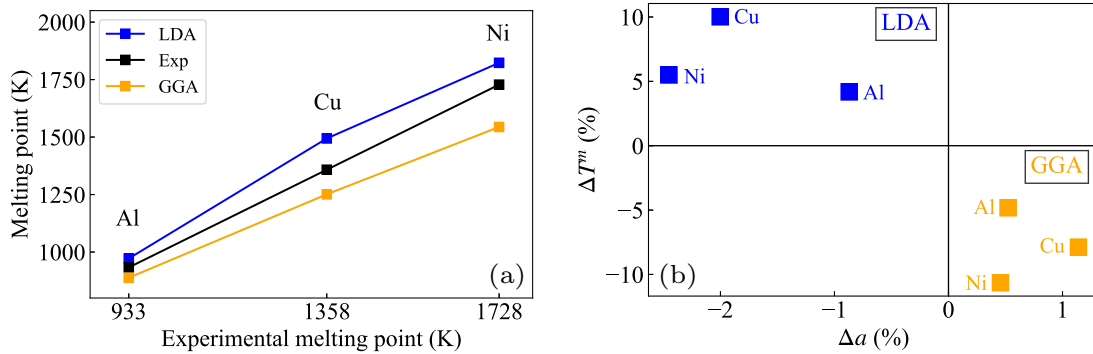 2000
1750
1500
1250
1000
Melting point (K)
LDA
Exp
GGA
Al
Cu
Ni
(a)
933
1358
1728
Experimental melting point (K)
10
5
0
−5
−10
ΔTᵐ (%)
LDA
Cu
Ni
Al
GGA
Al
Cu
Ni
(b)
−2
−1
0
1
Δa (%)